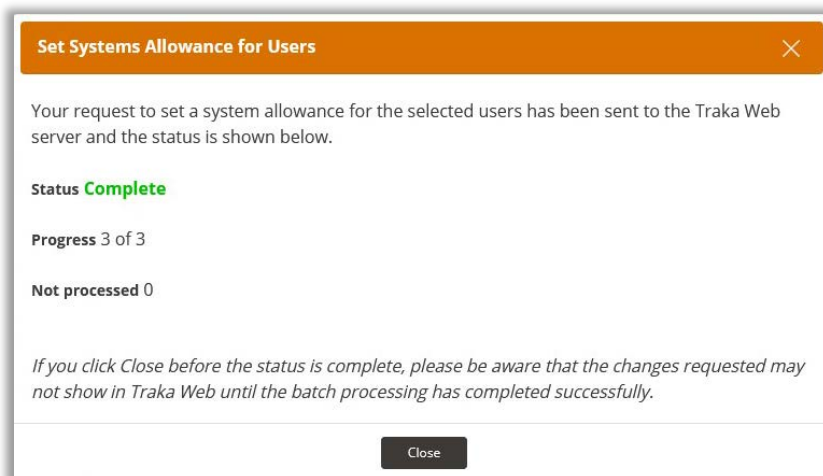 Set Systems Allowance for Users
Your request to set a system allowance for the selected users has been sent to the Traka Web
server and the status is shown below.
Status Complete
Progress 3 of 3
Not processed 0
If you click Close before the status is complete, please be aware that the changes requested may
not show in Traka Web until the batch processing has completed successfully.
Close